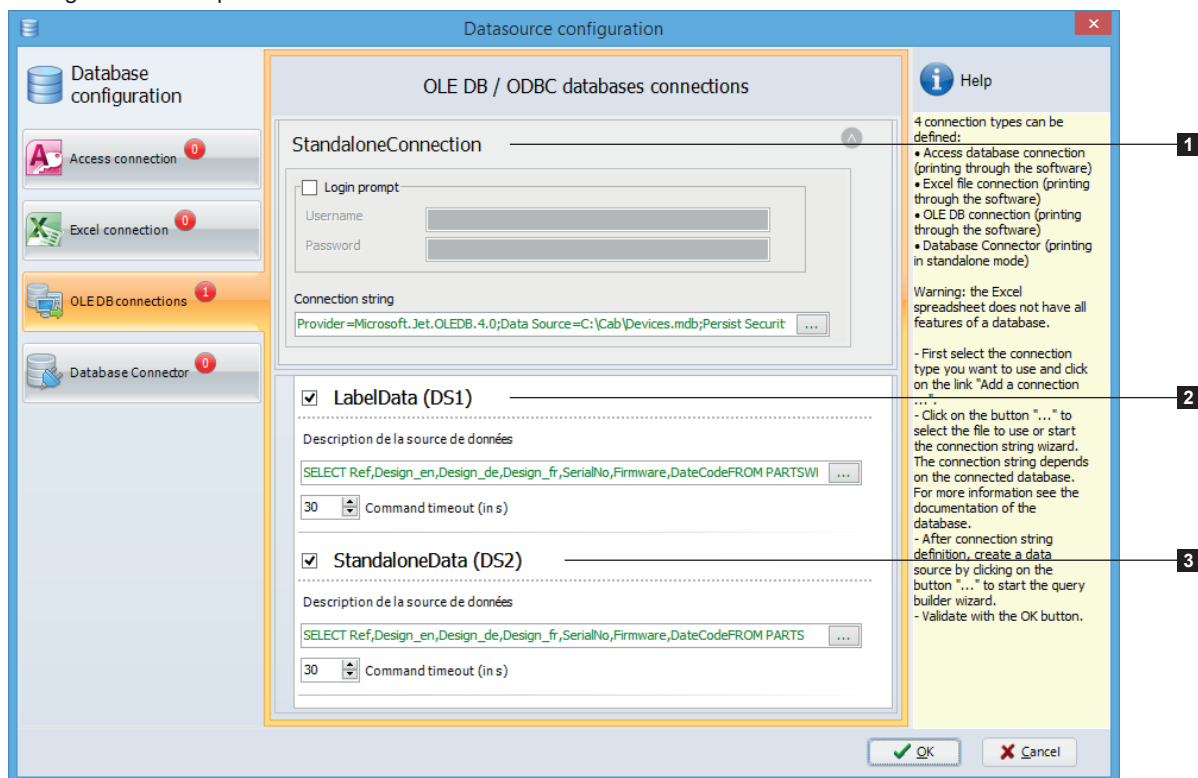 Datasource configuration
Database
configuration
Access connection 0
Excel connection 0
OLE DB connections 1
Database Connector 0
OLE DB / ODBC databases connections
StandaloneConnection
1
Login prompt
Username
Password
Connection string
Provider=Microsoft.Jet.OLEDB.4.0;Data Source=C:\Cab\Devices.mdb;Persist Securit
...
LabelData (DS1)
2
Description de la source de données
SELECT Ref,Design_en,Design_de,Design_fr,SerialNo,Firmware,DateCodeFROM PARTSWI
...
30 Command timeout (in s)
StandaloneData (DS2)
3
Description de la source de données
SELECT Ref,Design_en,Design_de,Design_fr,SerialNo,Firmware,DateCodeFROM PARTS
...
30 Command timeout (in s)
Help
4 connection types can be
defined:
• Access database connection
(printing through the software)
• Excel file connection (printing
through the software)
• OLE DB connection (printing
through the software)
• Database Connector (printing
in standalone mode)
Warning: the Excel
spreadsheet does not have all
features of a database.
- First select the connection
type you want to use and click
on the link "Add a connection
...".
- Click on the button "..." to
select the file to use or start
the connection string wizard.
The connection string depends
on the connected database.
For more information see the
documentation of the
database.
- After connection string
definition, create a data
source by clicking on the
button "..." to start the query
builder wizard.
- Validate with the OK button.
OK
Cancel